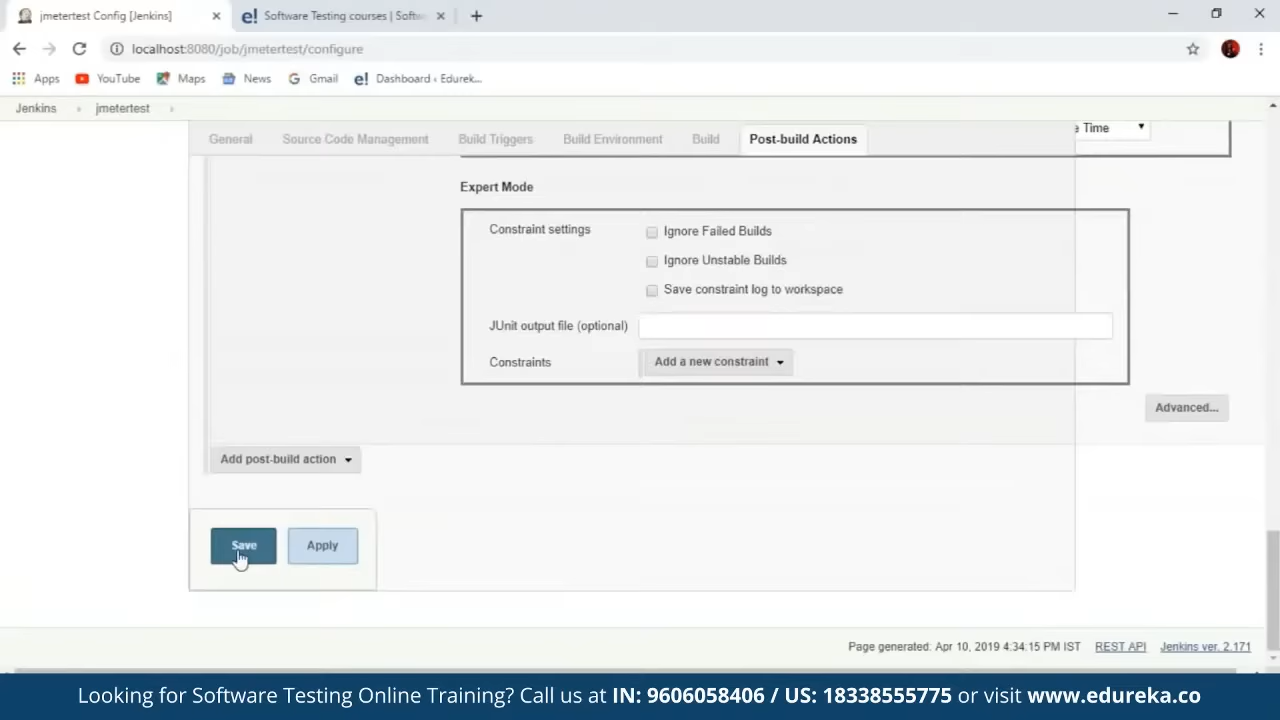 jmetertest Config [Jenkins]
Software Testing courses | Softw
localhost:8080/job/jmetertest/configure
Apps YouTube Maps News Gmail e! Dashboard ‹ Edurek...
Jenkins jmetertest
General Source Code Management Build Triggers Build Environment Build Post-build Actions
Time
Expert Mode
Constraint settings
Ignore Failed Builds
Ignore Unstable Builds
Save constraint log to workspace
JUnit output file (optional)
Constraints
Add a new constraint
Advanced...
Add post-build action
Save Apply
Page generated: Apr 10, 2019 4:34:15 PM IST REST API Jenkins ver. 2.171
Looking for Software Testing Online Training? Call us at IN: 9606058406 / US: 18338555775 or visit www.edureka.co